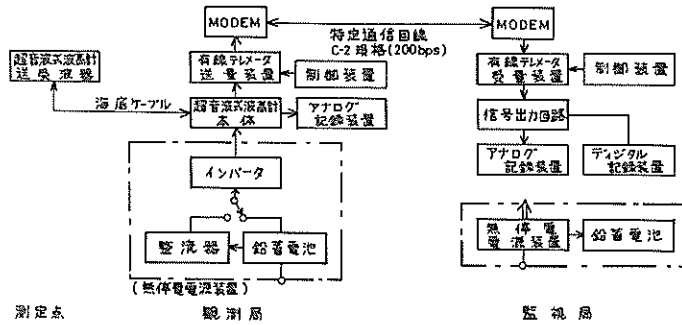 MODEM
MODEM
特定通信回線
C-2規格(200bps)
超音波式波高計
送受波器
有線テレメータ
送量装置
制御装置
有線テレメータ
受量装置
制御装置
海底ケーブル
超音波式波高計
本体
アナログ
記録装置
信号出力回路
アナログ
記録装置
ディジタル
記録装置
インバータ
整流器
鉛蓄電池
無停電
電源装置
鉛蓄電池
(無停電電源装置)
測定点
観測局
監視局